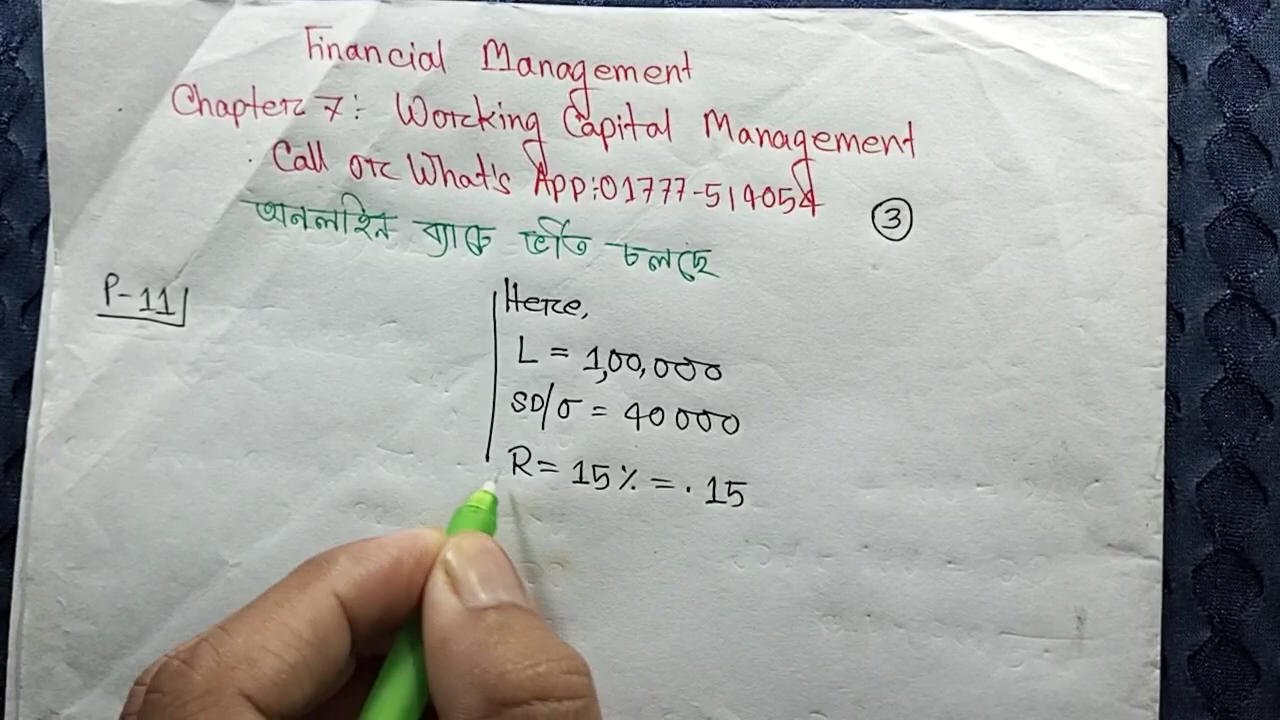 Financial Management
Chapter 7: Working Capital Management
Call or What's App:01777-519054
অনলাইন ব্যাচে ভর্তি চলছে
3
P-11
Here,
L = 1,00,000
SD/σ = 40000
R = 15% = .15